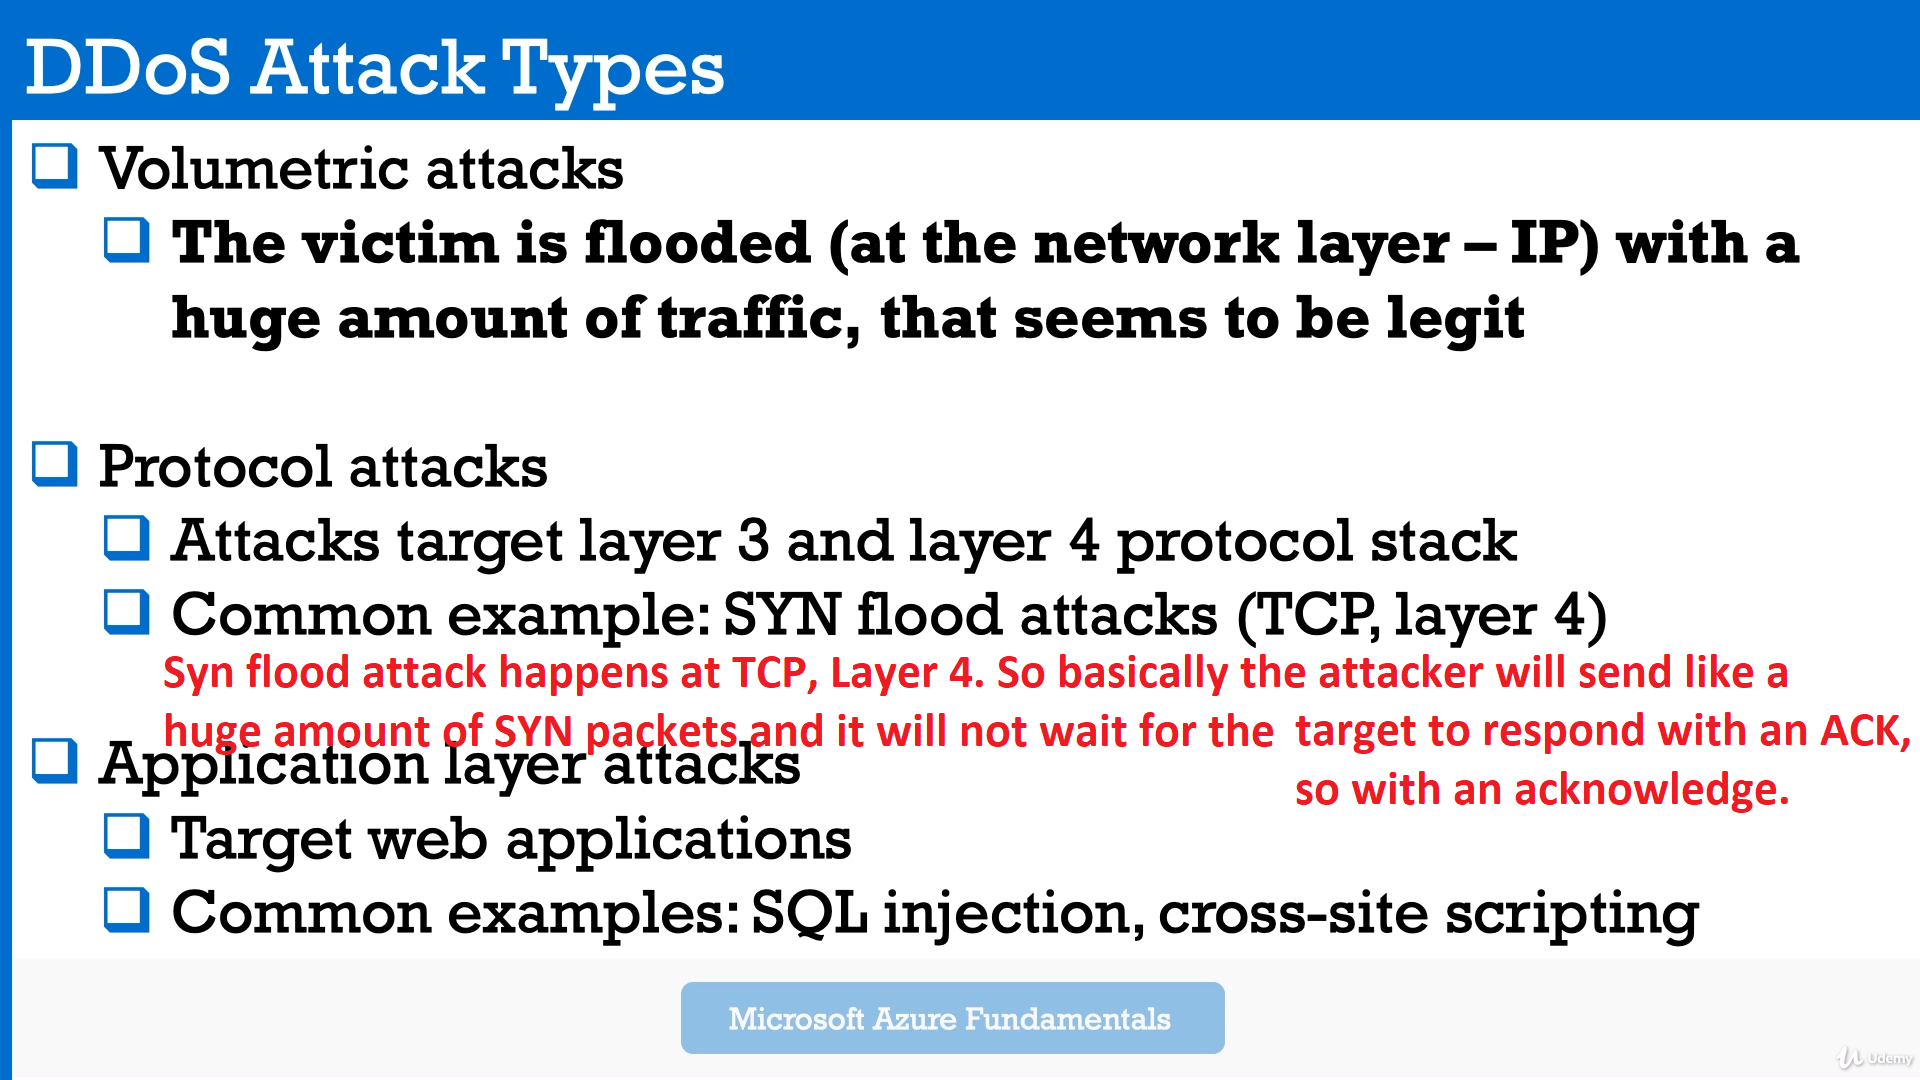 DDoS Attack Types
Volumetric attacks
The victim is flooded (at the network layer – IP) with a
huge amount of traffic, that seems to be legit
Protocol attacks
Attacks target layer 3 and layer 4 protocol stack
Common example: SYN flood attacks (TCP, layer 4)
Syn flood attack happens at TCP, Layer 4. So basically the attacker will send like a
huge amount of SYN packets and it will not wait for the target to respond with an ACK,
so with an acknowledge.
Application layer attacks
Target web applications
Common examples: SQL injection, cross-site scripting
Microsoft Azure Fundamentals
Udemy